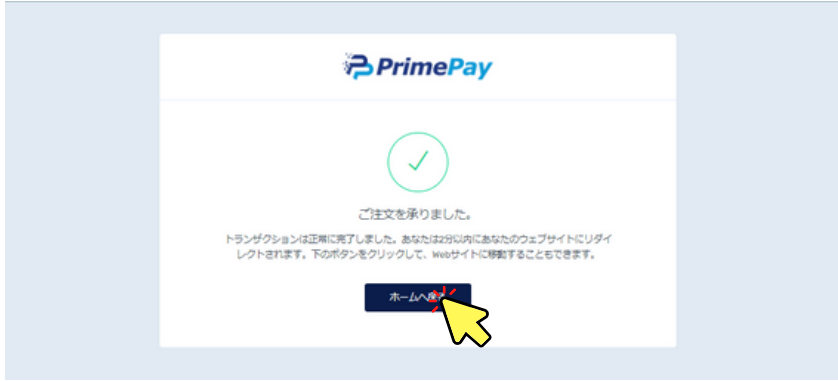 PrimePay
ご注文を承りました。
トランザクションは正常に完了しました。あなたは2分以内にあなたのウェブサイトにリダイ
レクトされます。下のボタンをクリックして、Webサイトに移動することもできます。
ホームへ戻る